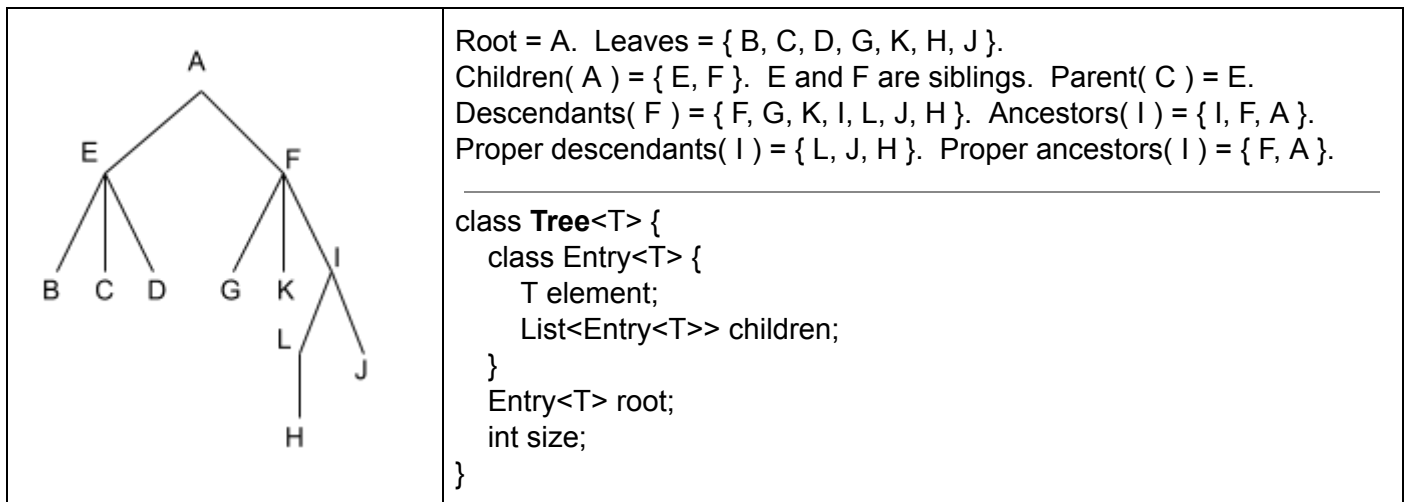 A
E
F
I
B C D G K
L
J
H
Root = A. Leaves = { B, C, D, G, K, H, J }.
Children( A ) = { E, F }. E and F are siblings. Parent( C ) = E.
Descendants( F ) = { F, G, K, I, L, J, H }. Ancestors( I ) = { I, F, A }.
Proper descendants( I ) = { L, J, H }. Proper ancestors( I ) = { F, A }.
class Tree<T> {
class Entry<T> {
T element;
List<Entry<T>> children;
}
Entry<T> root;
int size;
}